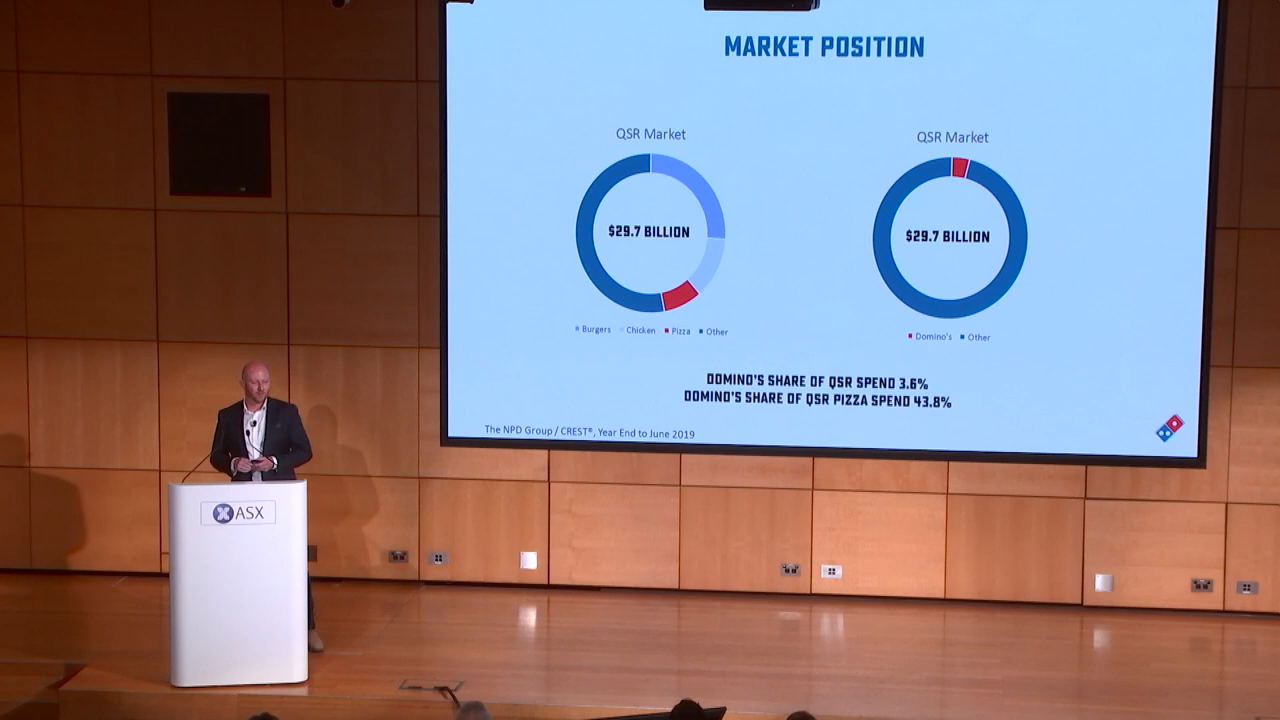 MARKET POSITION
QSR Market
$29.7 BILLION
Burgers Chicken Pizza Other
QSR Market
$29.7 BILLION
Domino's Other
DOMINO'S SHARE OF QSR SPEND 3.6%
DOMINO'S SHARE OF QSR PIZZA SPEND 43.8%
The NPD Group / CREST®, Year End to June 2019
ASX